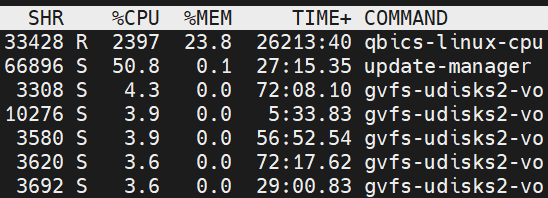 SHR %CPU %MEM TIME+ COMMAND
33428 R 2397 23.8 26213:40 qbics-linux-cpu
66896 S 50.8 0.1 27:15.35 update-manager
3308 S 4.3 0.0 72:08.10 gvfs-udisks2-vo
10276 S 3.9 0.0 5:33.83 gvfs-udisks2-vo
3580 S 3.9 0.0 56:52.54 gvfs-udisks2-vo
3620 S 3.6 0.0 72:17.62 gvfs-udisks2-vo
3692 S 3.6 0.0 29:00.83 gvfs-udisks2-vo